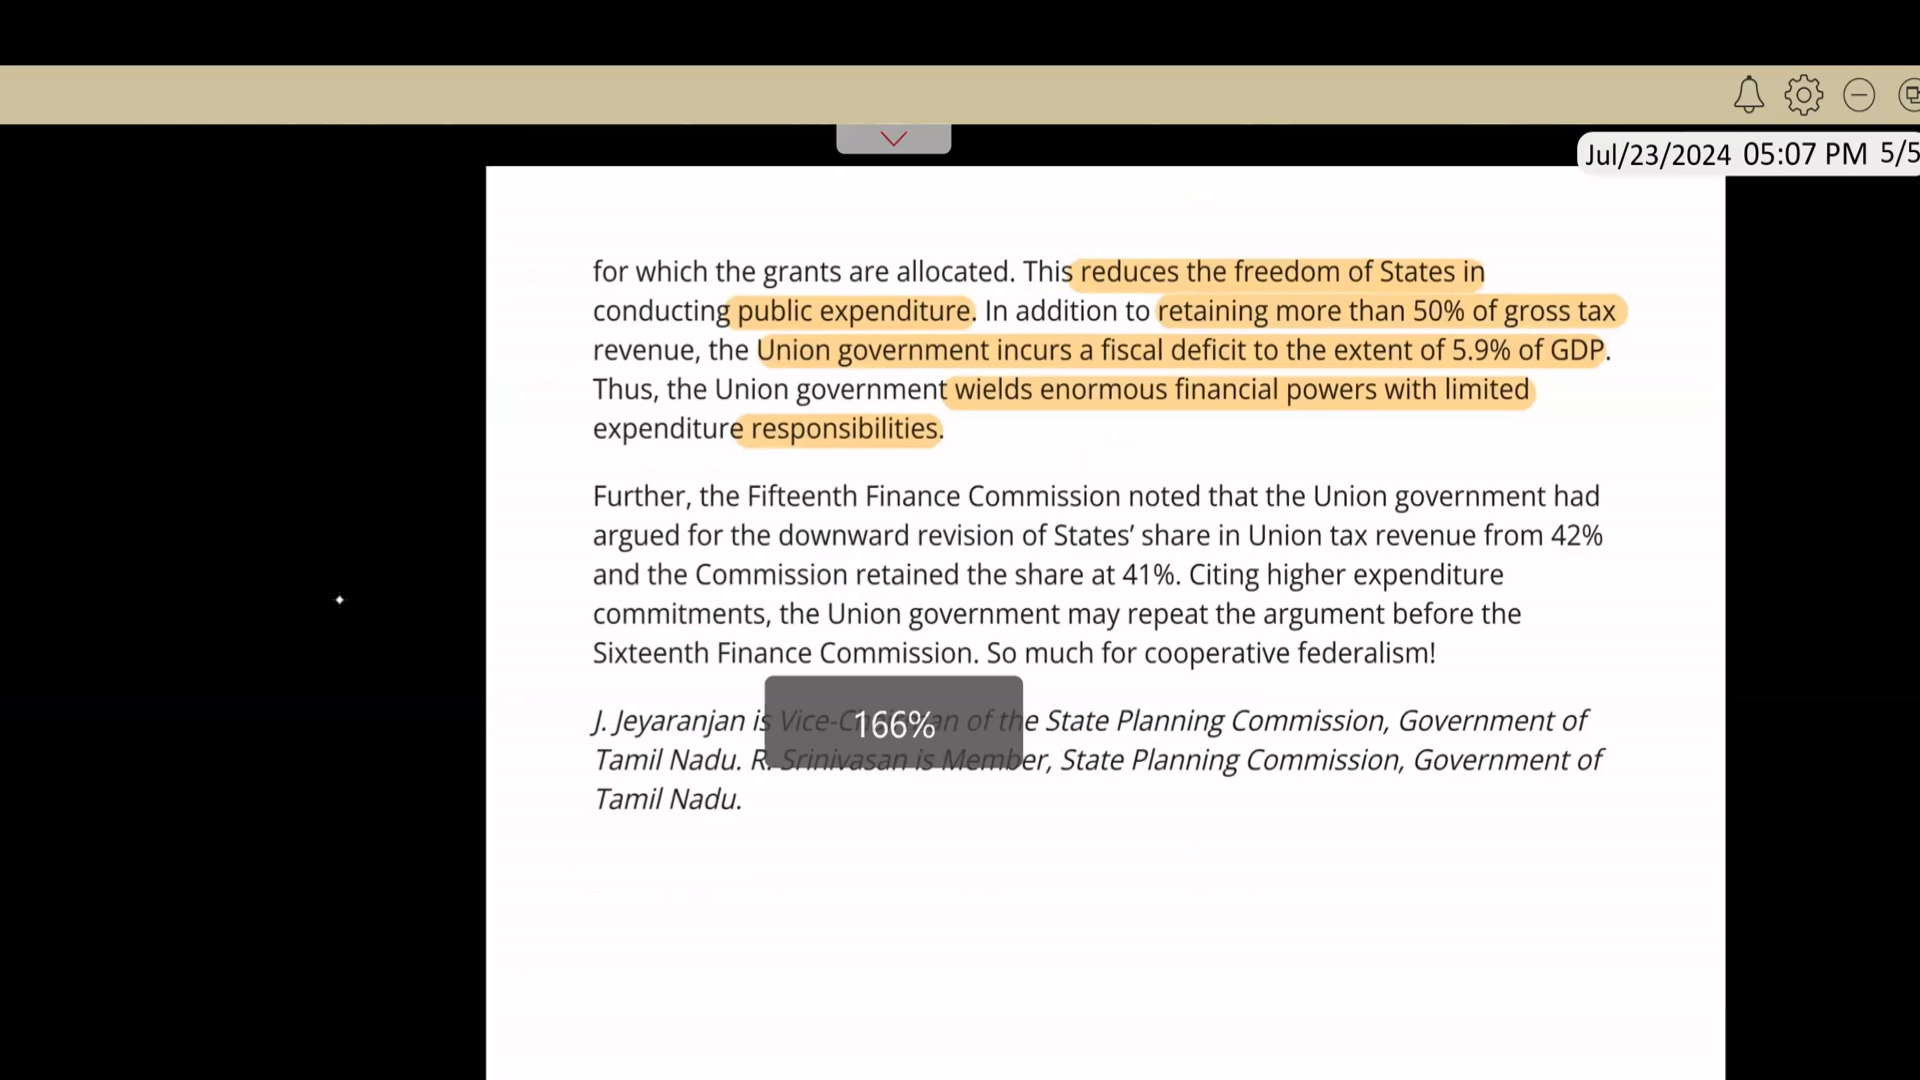 Jul/23/2024 05:07 PM 5/5
for which the grants are allocated. This reduces the freedom of States in
conducting public expenditure. In addition to retaining more than 50% of gross tax
revenue, the Union government incurs a fiscal deficit to the extent of 5.9% of GDP.
Thus, the Union government wields enormous financial powers with limited
expenditure responsibilities.
Further, the Fifteenth Finance Commission noted that the Union government had
argued for the downward revision of States’ share in Union tax revenue from 42%
and the Commission retained the share at 41%. Citing higher expenditure
commitments, the Union government may repeat the argument before the
Sixteenth Finance Commission. So much for cooperative federalism!
J. Jeyaranjan is Vice-Chairman of the State Planning Commission, Government of
166%
Tamil Nadu. R. Srinivasan is Member, State Planning Commission, Government of
Tamil Nadu.